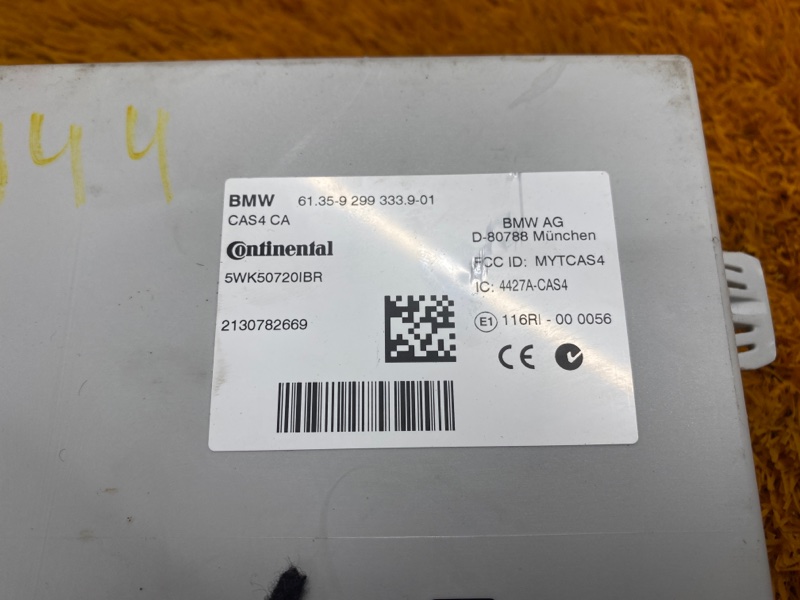 44
BMW 61.35-9 299 333.9-01
CAS4 CA
Continental
5WK50720IBR
2130782669
BMW AG
D-80788 München
FCC ID: MYTCAS4
IC: 4427A-CAS4
E1 116RI - 00 0056
CE